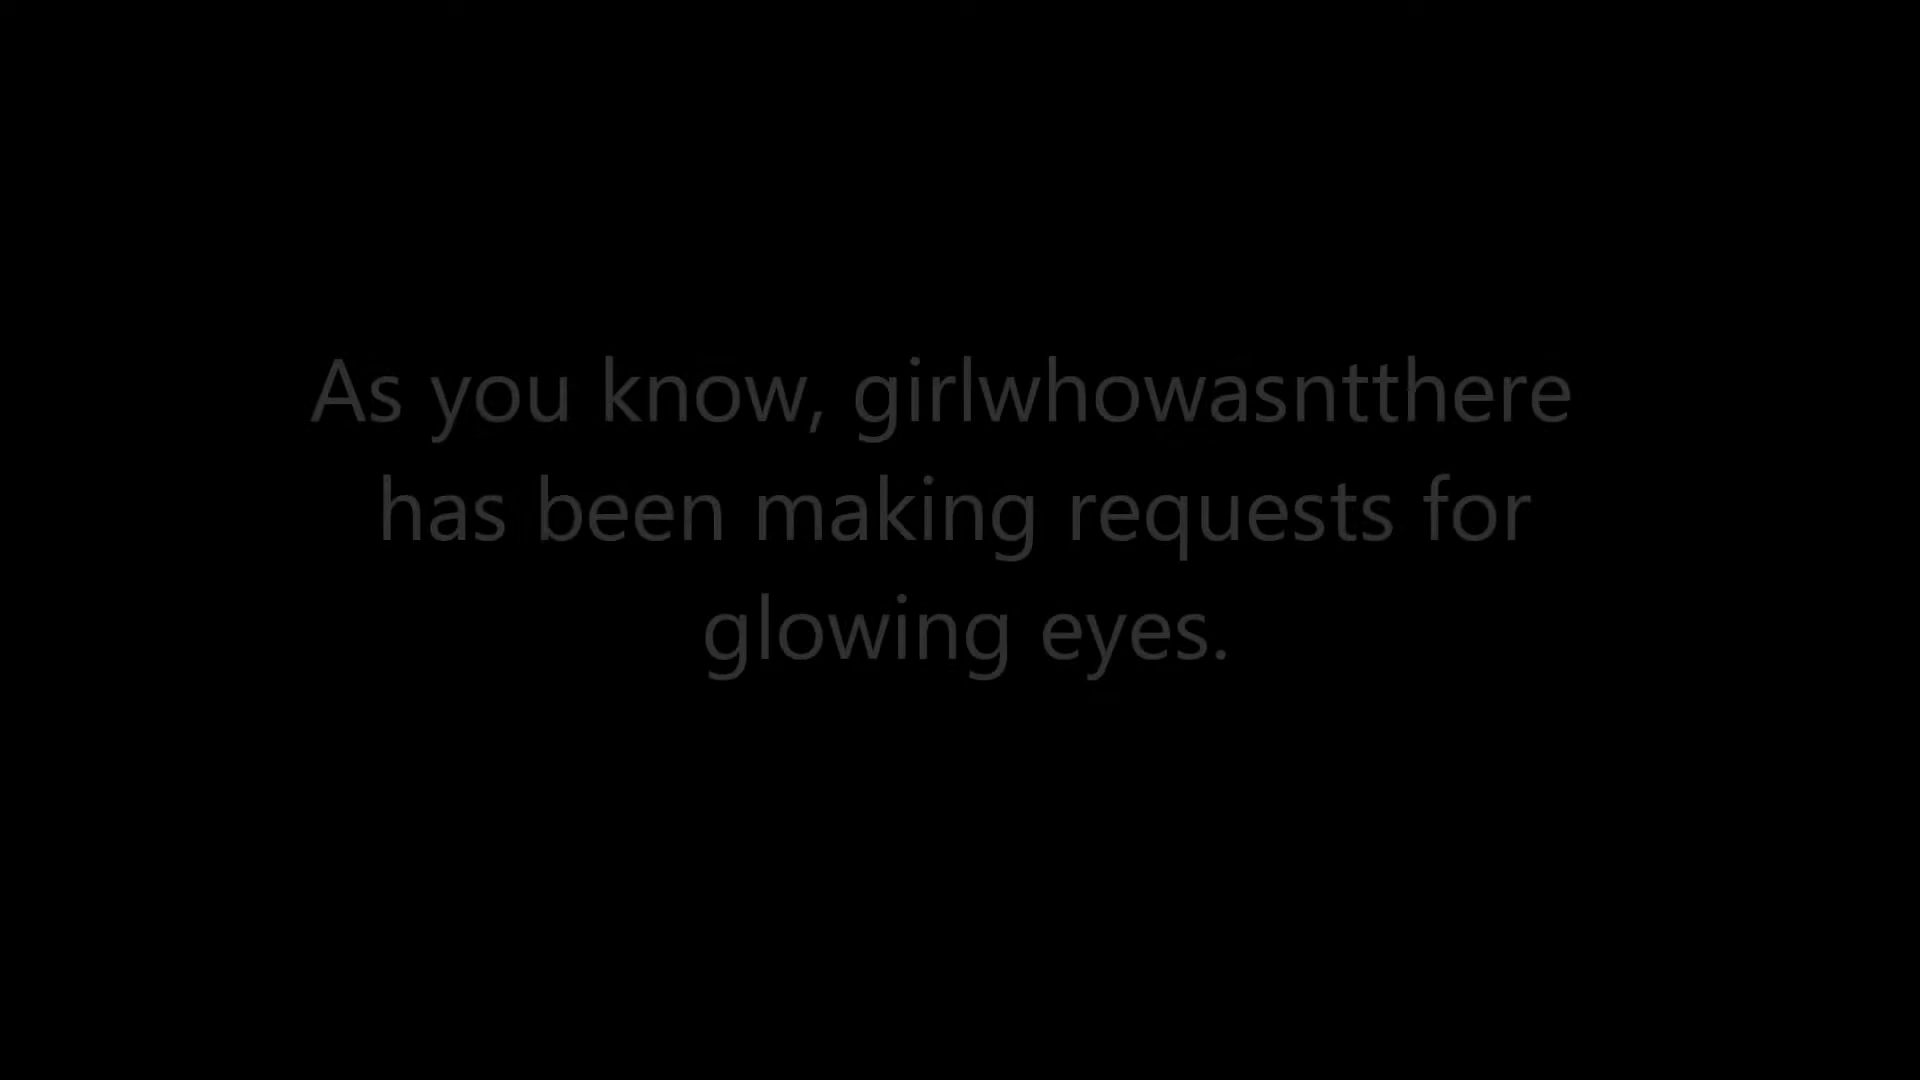 As you know, girlwhowasntthere
has been making requests for
glowing eyes.